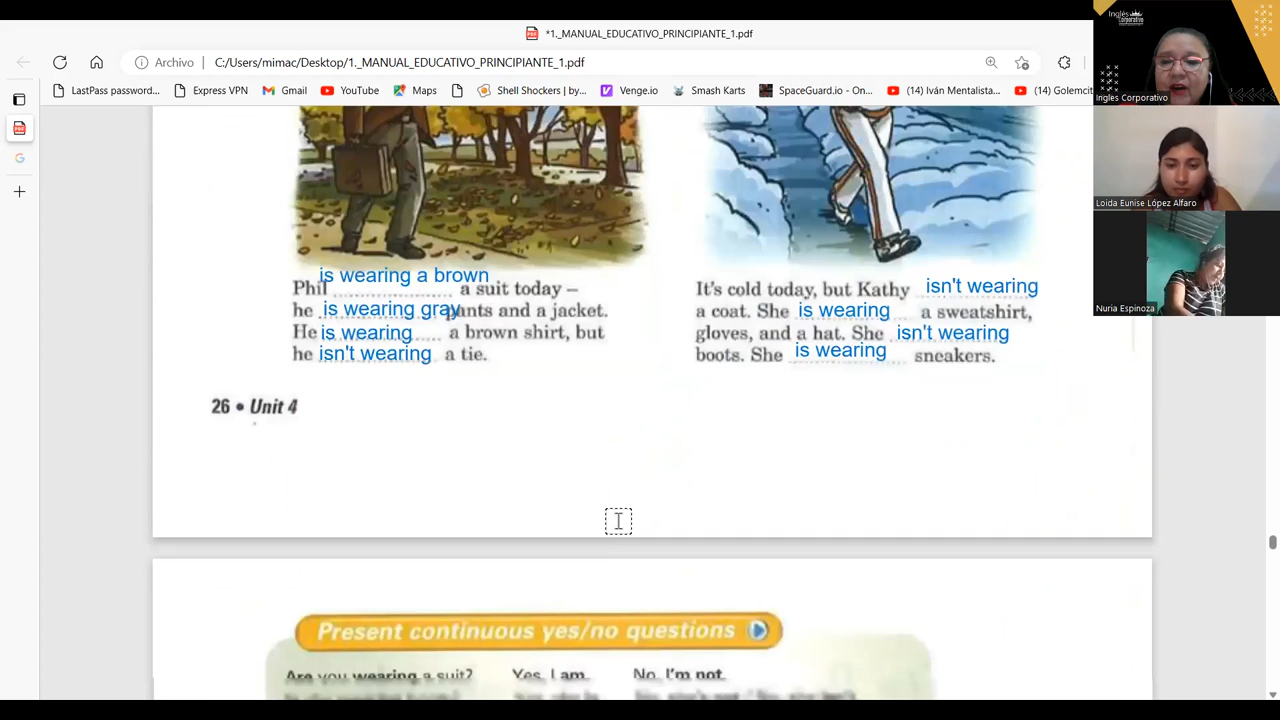 *1._MANUAL_EDUCATIVO_PRINCIPIANTE_1.pdf
Archivo C:/Users/mimac/Desktop/1._MANUAL_EDUCATIVO_PRINCIPIANTE_1.pdf
LastPass password... Express VPN Gmail YouTube Maps Shell Shockers | by... Venge.io Smash Karts SpaceGuard.io - On... (14) Iván Mentalista... (14) Golemcit
Inglés
Corporativo
Ingles Corporativo
Loida Eunise López Alfaro
Nuria Espinoza
is wearing a brown
Phil a suit today –
he is wearing gray pants and a jacket.
He is wearing a brown shirt, but
he isn't wearing a tie.
It's cold today, but Kathy isn't wearing
a coat. She is wearing a sweatshirt,
gloves, and a hat. She isn't wearing
boots. She is wearing sneakers.
26 • Unit 4
Present continuous yes/no questions
Are you wearing a suit? Yes, I am. No, I'm not.